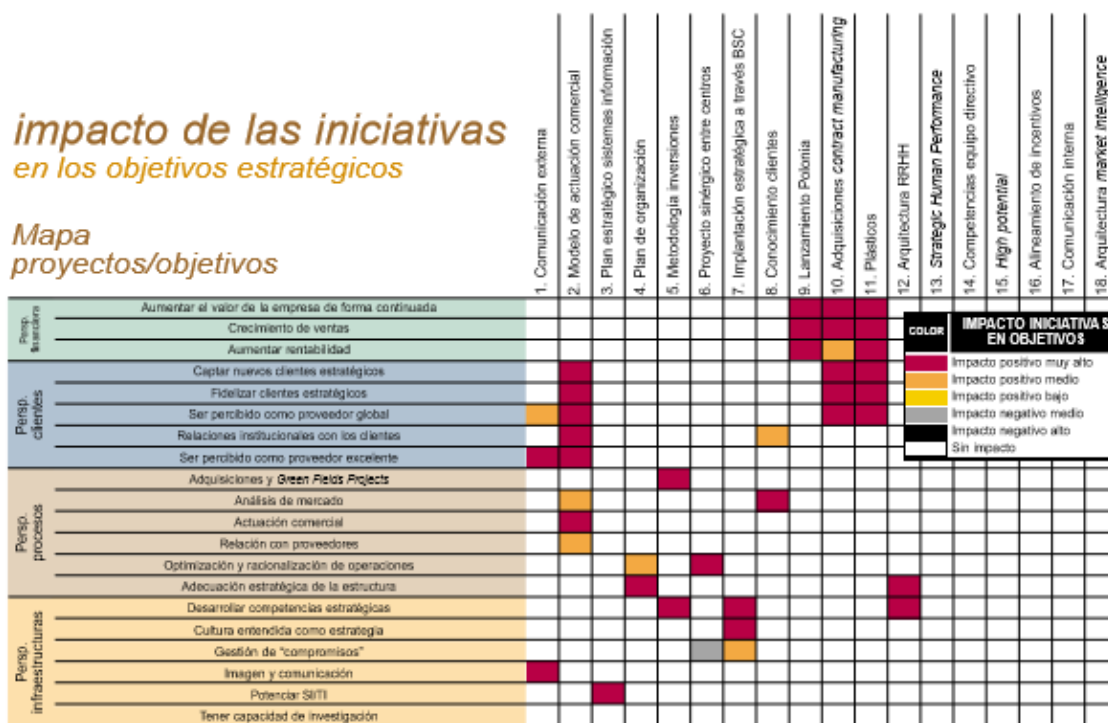 impacto de las iniciativas
en los objetivos estratégicos
Mapa
proyectos/objetivos
1. Comunicación externa
2. Modelo de actuación comercial
3. Plan estratégico sistemas información
4. Plan de organización
5. Metodología inversiones
6. Proyecto sinérgico entre centros
7. Implantación estratégica a través BSC
8. Conocimiento clientes
9. Lanzamiento Polonia
10. Adquisiciones contract manufacturing
11. Plásticos
12. Arquitectura RRHH
13. Strategic Human Performance
14. Competencias equipo directivo
15. High potential
16. Alineamiento de incentivos
17. Comunicación interna
18. Arquitectura market intelligence
Persp.
financiera
Aumentar el valor de la empresa de forma continuada
Crecimiento de ventas
Aumentar rentabilidad
Persp.
clientes
Captar nuevos clientes estratégicos
Fidelizar clientes estratégicos
Ser percibido como proveedor global
Relaciones institucionales con los clientes
Ser percibido como proveedor excelente
Persp.
procesos
Adquisiciones y Green Fields Projects
Análisis de mercado
Actuación comercial
Relación con proveedores
Optimización y racionalización de operaciones
Adecuación estratégica de la estructura
Persp.
infraestructuras
Desarrollar competencias estratégicas
Cultura entendida como estrategia
Gestión de "compromisos"
Imagen y comunicación
Potenciar SI/TI
Tener capacidad de investigación
COLOR
IMPACTO INICIATIVAS
EN OBJETIVOS
Impacto positivo muy alto
Impacto positivo medio
Impacto positivo bajo
Impacto negativo medio
Impacto negativo alto
Sin impacto